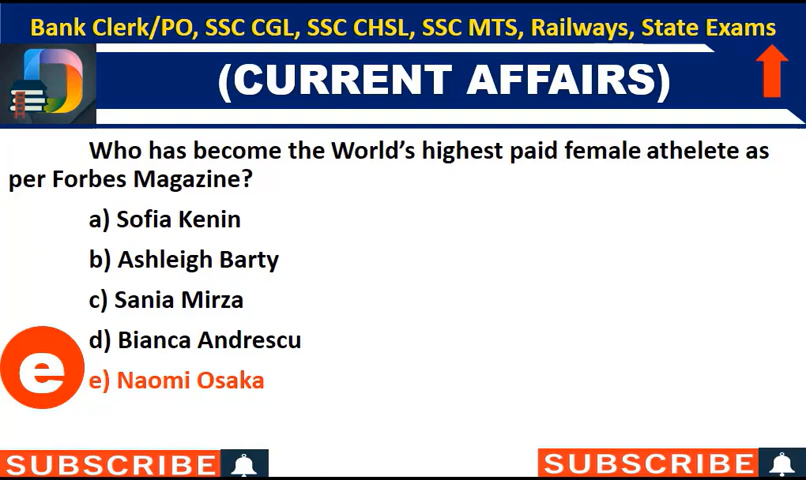 Bank Clerk/PO, SSC CGL, SSC CHSL, SSC MTS, Railways, State Exams
(CURRENT AFFAIRS)
Who has become the World's highest paid female athelete as
per Forbes Magazine?
a) Sofia Kenin
b) Ashleigh Barty
c) Sania Mirza
d) Bianca Andrescu
e
e) Naomi Osaka
SUBSCRIBE
SUBSCRIBE